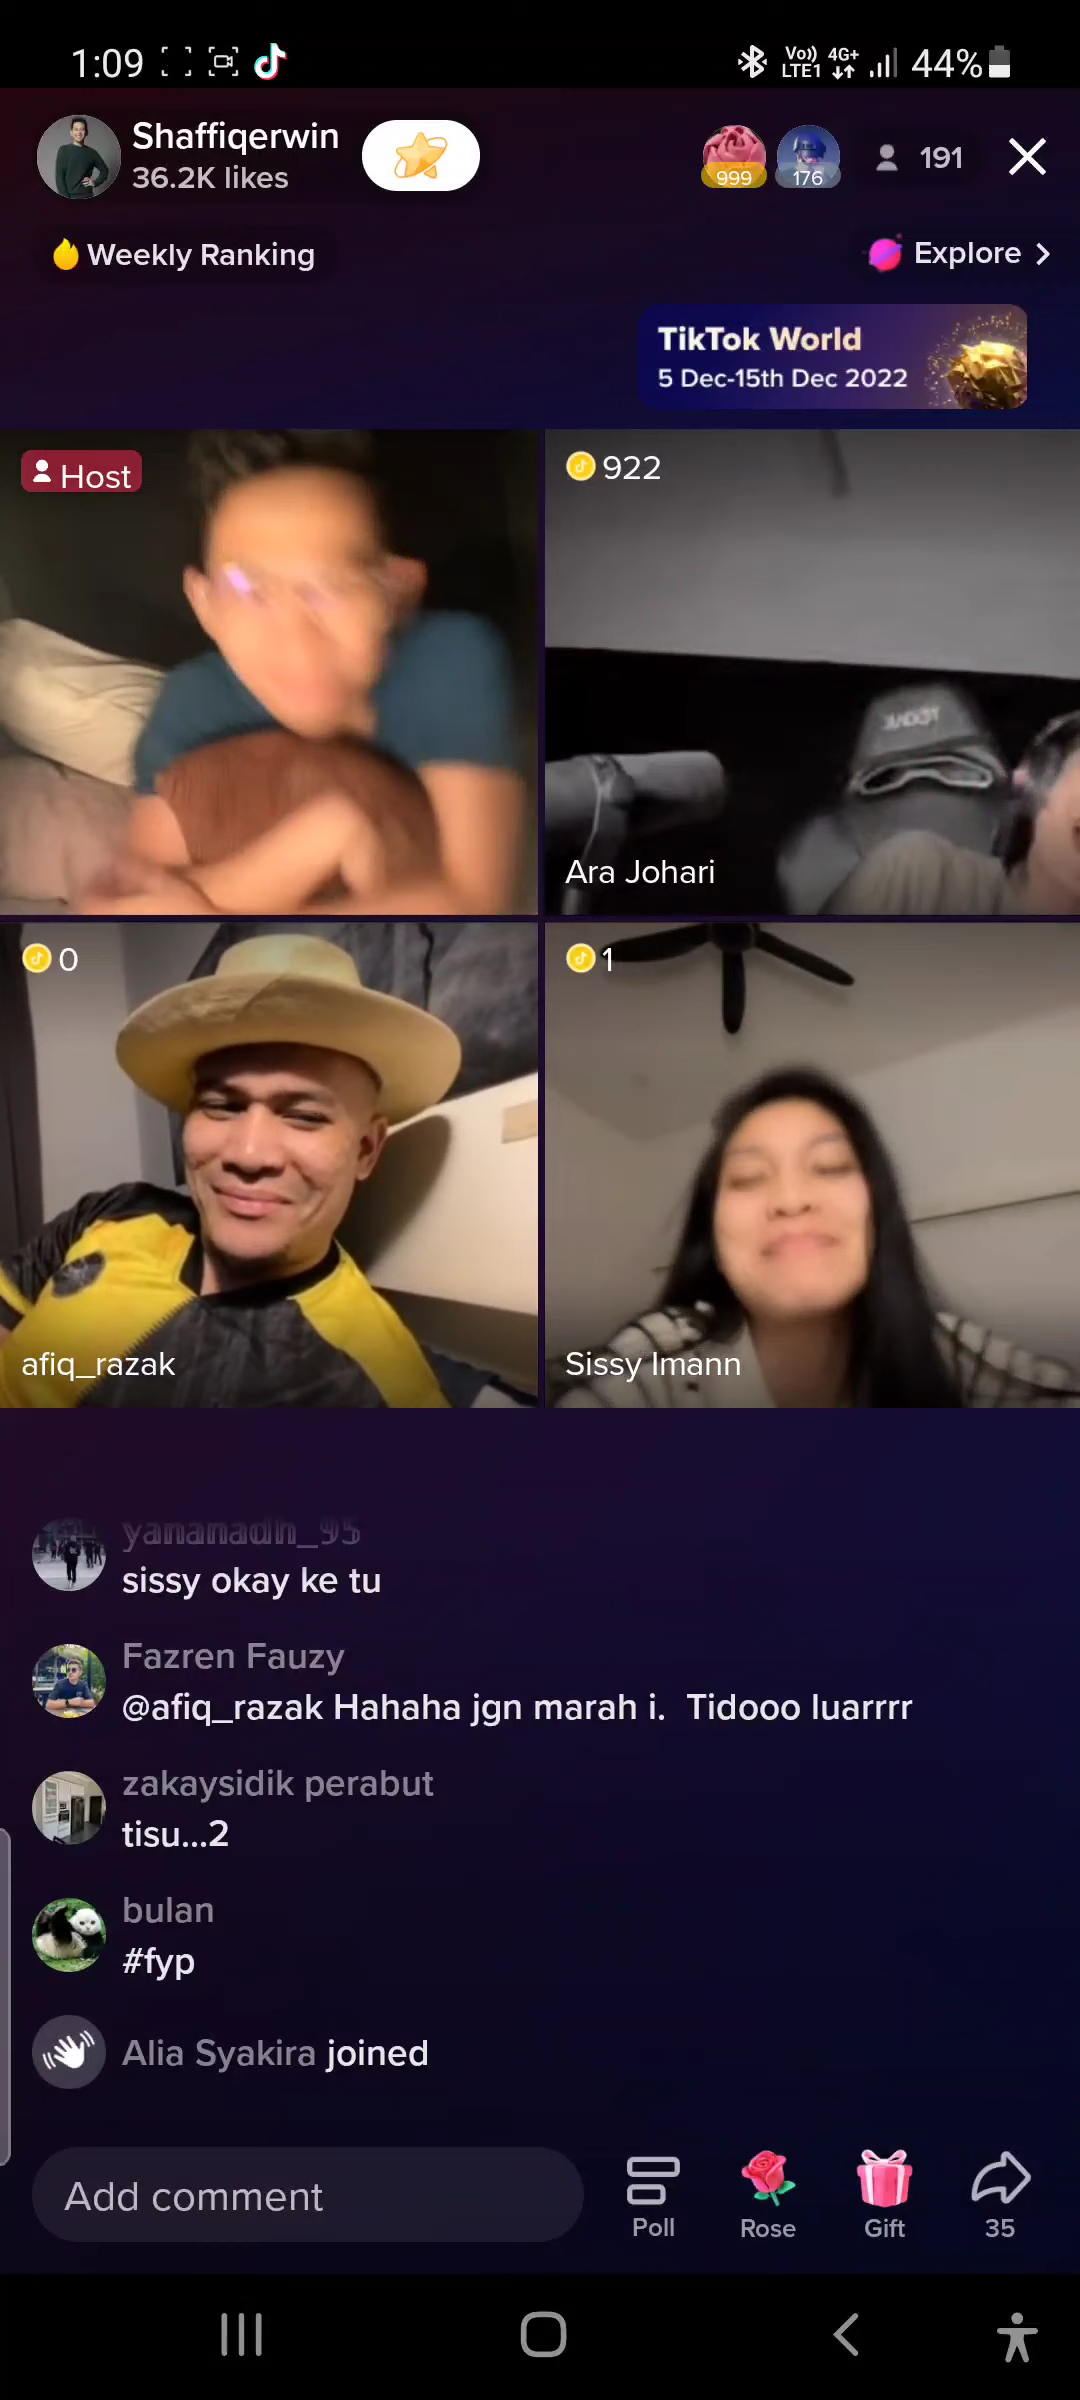 1:09
Vo)) LTE1 4G+ 44%
Shaffiqerwin
36.2K likes
999
176
191
Weekly Ranking
Explore
TikTok World
5 Dec-15th Dec 2022
Host
922
Ara Johari
0
1
afiq_razak
Sissy Imann
yanamadh_95
sissy okay ke tu
Fazren Fauzy
@afiq_razak Hahaha jgn marah i. Tidooo luarrrr
zakaysidik perabut
tisu...2
bulan
#fyp
Alia Syakira joined
Add comment
Poll
Rose
Gift
35